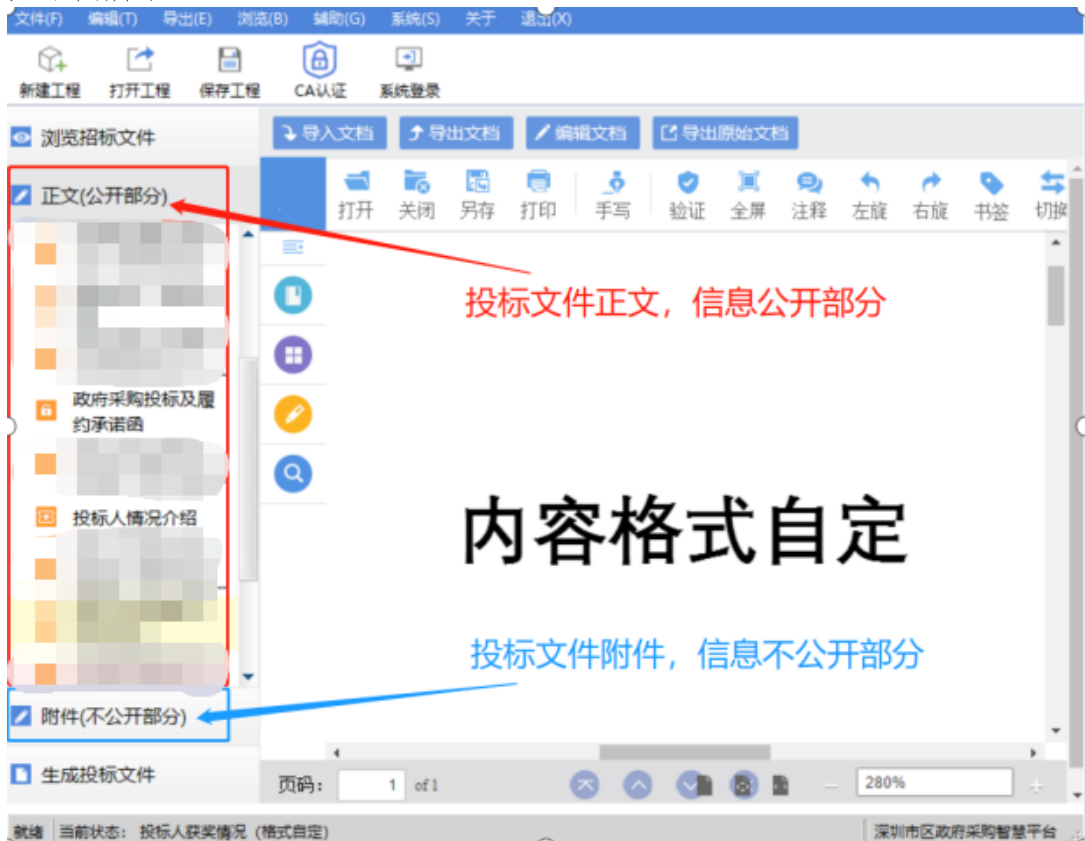 文件(F) 编辑(T) 导出(E) 浏览(B) 辅助(G) 系统(S) 关于 退出(X)
新建工程 打开工程 保存工程 CA认证 系统登录
浏览招标文件
导入文档 导出文档 编辑文档 导出原始文档
正文(公开部分)
打开 关闭 另存 打印 手写 验证 全屏 注释 左旋 右旋 书签 切换
投标文件正文，信息公开部分
政府采购投标及履
约承诺函
投标人情况介绍
内容格式自定
投标文件附件，信息不公开部分
附件(不公开部分)
生成投标文件
页码： 1 of 1 280%
就绪 当前状态： 投标人获奖情况（格式自定） 深圳市区政府采购智慧平台